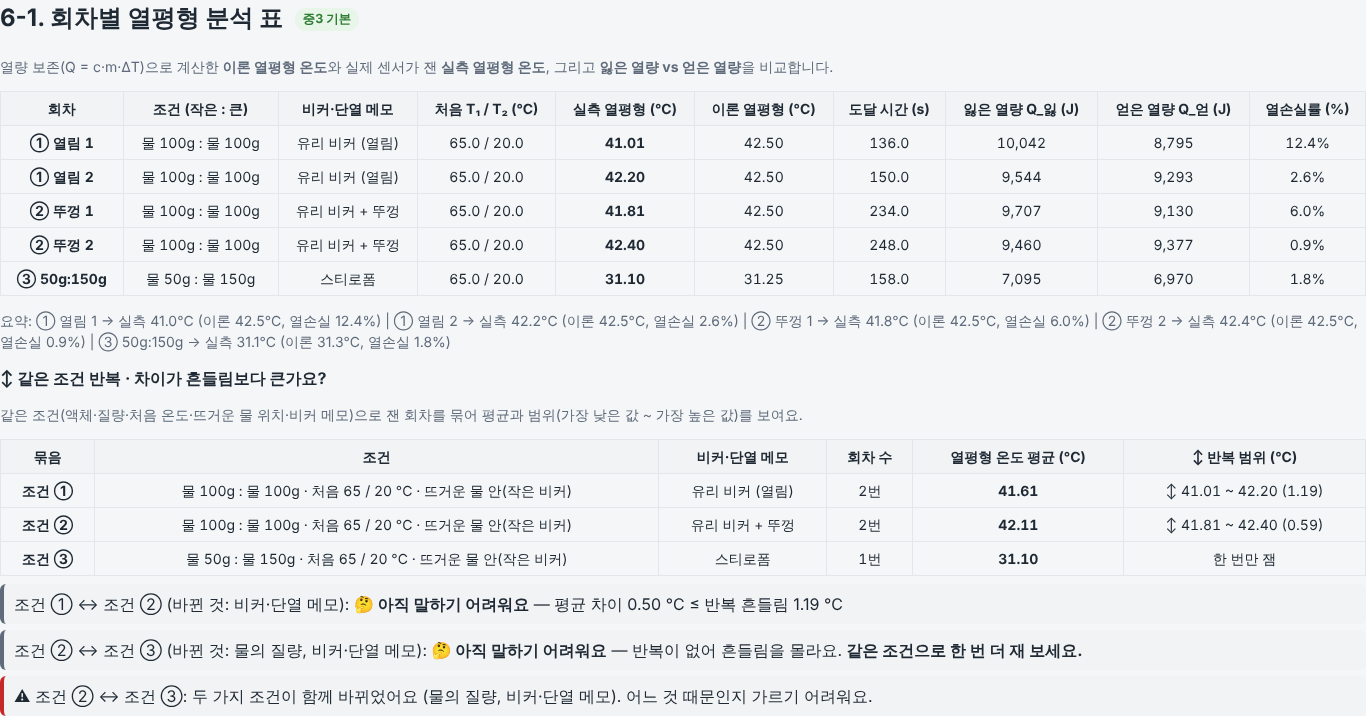 6-1. 회차별 열평형 분석 표 중3 기본
열량 보존(Q = c·m·ΔT)으로 계산한 이론 열평형 온도와 실제 센서가 잰 실측 열평형 온도, 그리고 잃은 열량 vs 얻은 열량을 비교합니다.
회차 조건 (작은 : 큰) 비커·단열 메모 처음 T₁ / T₂ (°C) 실측 열평형 (°C) 이론 열평형 (°C) 도달 시간 (s) 잃은 열량 Q_잃 (J) 얻은 열량 Q_얻 (J) 열손실률 (%)
① 열림 1 물 100g : 물 100g 유리 비커 (열림) 65.0 / 20.0 41.01 42.50 136.0 10,042 8,795 12.4%
① 열림 2 물 100g : 물 100g 유리 비커 (열림) 65.0 / 20.0 42.20 42.50 150.0 9,544 9,293 2.6%
② 뚜껑 1 물 100g : 물 100g 유리 비커 + 뚜껑 65.0 / 20.0 41.81 42.50 234.0 9,707 9,130 6.0%
② 뚜껑 2 물 100g : 물 100g 유리 비커 + 뚜껑 65.0 / 20.0 42.40 42.50 248.0 9,460 9,377 0.9%
③ 50g:150g 물 50g : 물 150g 스티로폼 65.0 / 20.0 31.10 31.25 158.0 7,095 6,970 1.8%
요약: ① 열림 1 → 실측 41.0°C (이론 42.5°C, 열손실 12.4%) | ① 열림 2 → 실측 42.2°C (이론 42.5°C, 열손실 2.6%) | ② 뚜껑 1 → 실측 41.8°C (이론 42.5°C, 열손실 6.0%) | ② 뚜껑 2 → 실측 42.4°C (이론 42.5°C,
열손실 0.9%) | ③ 50g:150g → 실측 31.1°C (이론 31.3°C, 열손실 1.8%)
↕ 같은 조건 반복 · 차이가 흔들림보다 큰가요?
같은 조건(액체·질량·처음 온도·뜨거운 물 위치·비커 메모)으로 잰 회차를 묶어 평균과 범위(가장 낮은 값 ~ 가장 높은 값)를 보여요.
묶음 조건 비커·단열 메모 회차 수 열평형 온도 평균 (°C) ↕ 반복 범위 (°C)
조건 ① 물 100g : 물 100g · 처음 65 / 20 °C · 뜨거운 물 안(작은 비커) 유리 비커 (열림) 2번 41.61 ↕ 41.01 ~ 42.20 (1.19)
조건 ② 물 100g : 물 100g · 처음 65 / 20 °C · 뜨거운 물 안(작은 비커) 유리 비커 + 뚜껑 2번 42.11 ↕ 41.81 ~ 42.40 (0.59)
조건 ③ 물 50g : 물 150g · 처음 65 / 20 °C · 뜨거운 물 안(작은 비커) 스티로폼 1번 31.10 한 번만 잼
조건 ① ↔ 조건 ② (바뀐 것: 비커·단열 메모): 🤔 아직 말하기 어려워요 — 평균 차이 0.50 °C ≤ 반복 흔들림 1.19 °C
조건 ② ↔ 조건 ③ (바뀐 것: 물의 질량, 비커·단열 메모): 🤔 아직 말하기 어려워요 — 반복이 없어 흔들림을 몰라요. 같은 조건으로 한 번 더 재 보세요.
⚠ 조건 ② ↔ 조건 ③: 두 가지 조건이 함께 바뀌었어요 (물의 질량, 비커·단열 메모). 어느 것 때문인지 가르기 어려워요.